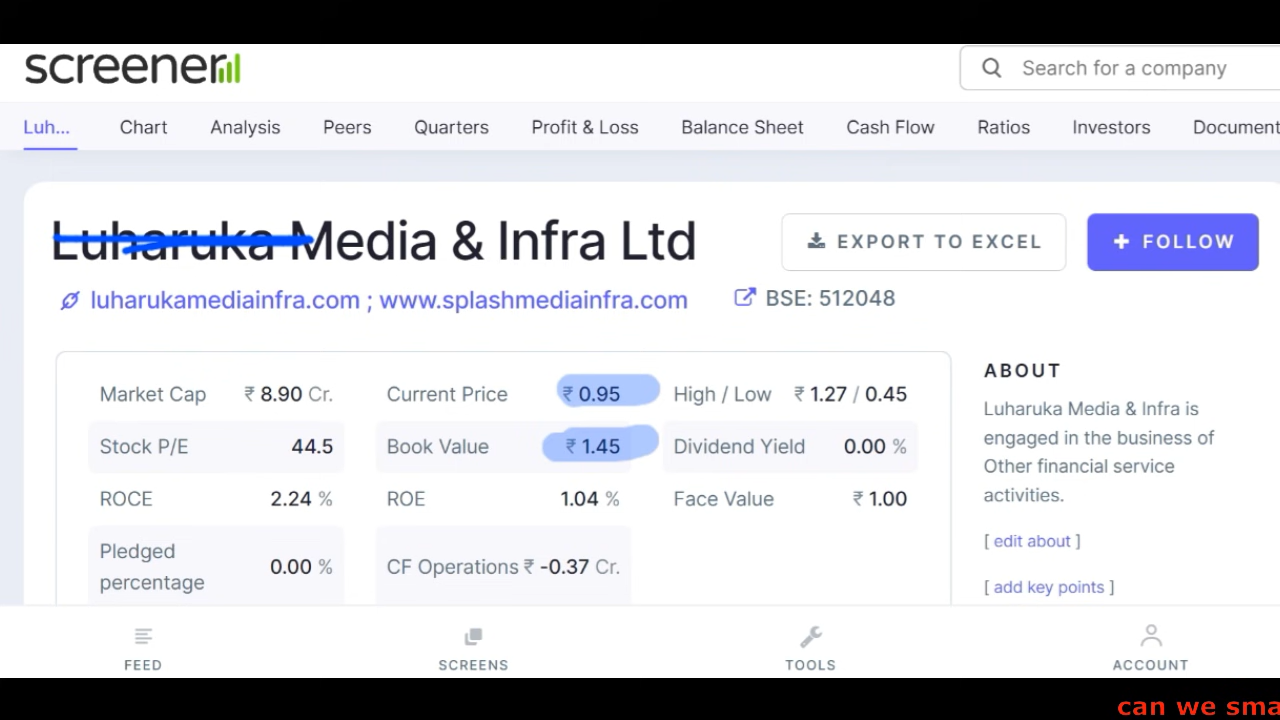 screener
Search for a company
Luh... Chart Analysis Peers Quarters Profit & Loss Balance Sheet Cash Flow Ratios Investors Document
Luharuka Media & Infra Ltd
EXPORT TO EXCEL
+ FOLLOW
luharukamediainfra.com ; www.splashmediainfra.com BSE: 512048
Market Cap ₹ 8.90 Cr. Current Price ₹ 0.95 High / Low ₹ 1.27 / 0.45
Stock P/E 44.5 Book Value ₹ 1.45 Dividend Yield 0.00 %
ROCE 2.24 % ROE 1.04 % Face Value ₹ 1.00
Pledged
percentage 0.00 % CF Operations ₹ -0.37 Cr.
ABOUT
Luharuka Media & Infra is
engaged in the business of
Other financial service
activities.
[ edit about ]
[ add key points ]
FEED SCREENS TOOLS ACCOUNT
can we sma